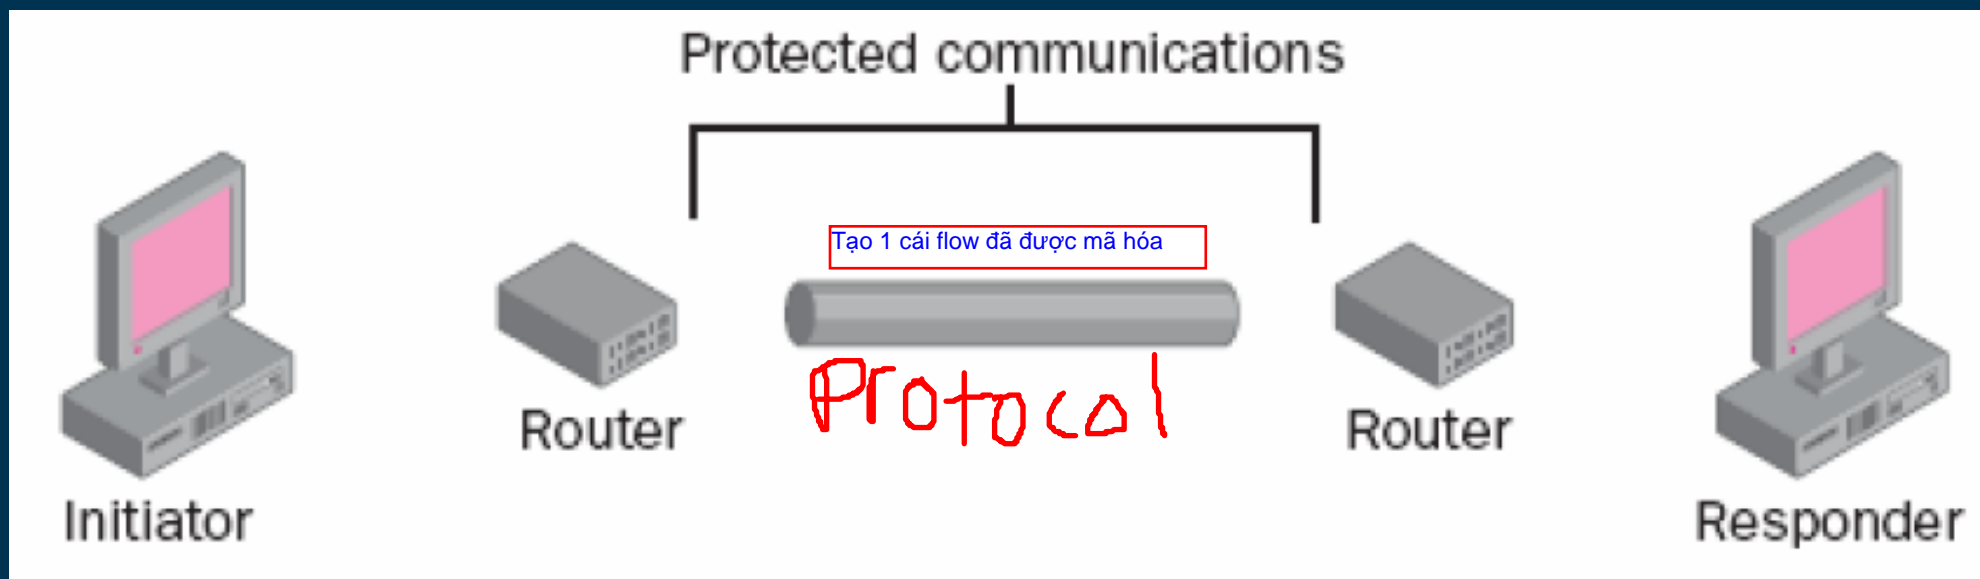 Protected communications
Tạo 1 cái flow đã được mã hóa
Protocol
Router
Router
Initiator
Responder